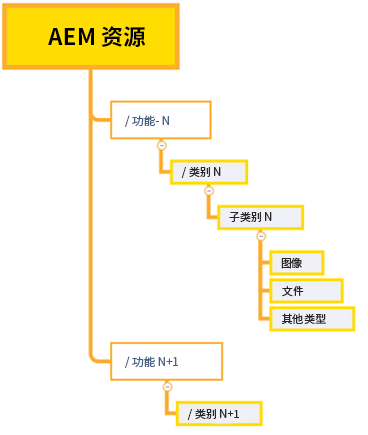 AEM 资源
/ 功能- N
/ 类别 N
子类别 N
图像
文件
其他类型
/ 功能 N+1
/ 类别 N+1